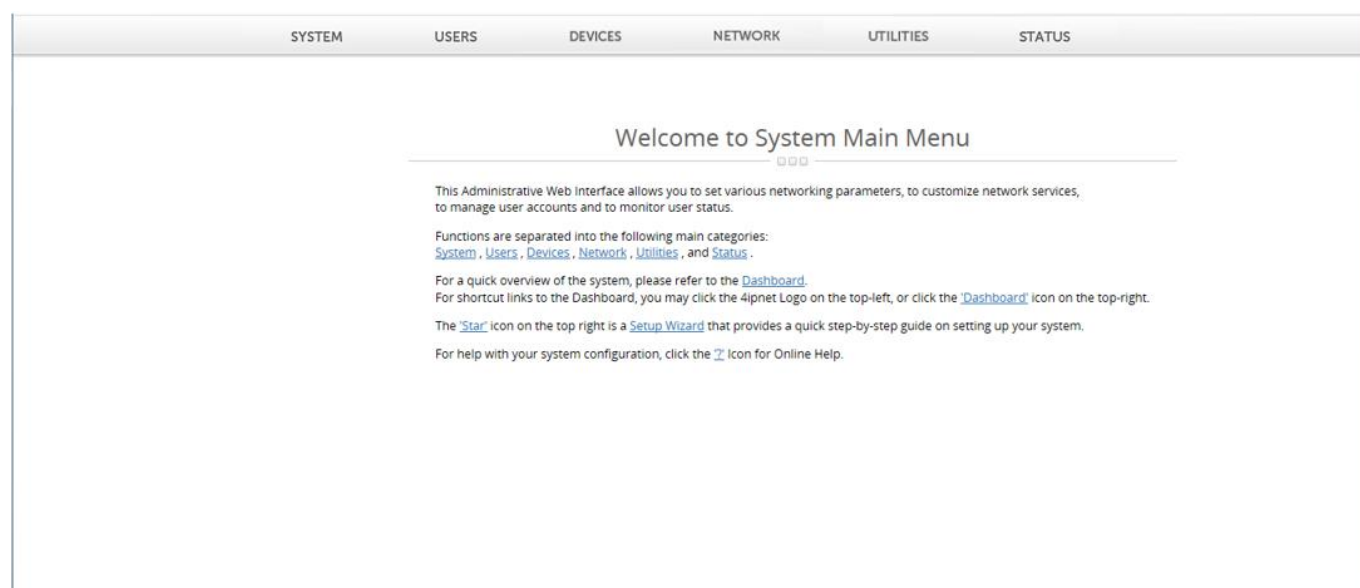 SYSTEM USERS DEVICES NETWORK UTILITIES STATUS
Welcome to System Main Menu
This Administrative Web Interface allows you to set various networking parameters, to customize network services,
to manage user accounts and to monitor user status.
Functions are separated into the following main categories:
System , Users , Devices , Network , Utilities , and Status .
For a quick overview of the system, please refer to the Dashboard.
For shortcut links to the Dashboard, you may click the 4ipnet Logo on the top-left, or click the 'Dashboard' icon on the top-right.
The 'Star' icon on the top right is a Setup Wizard that provides a quick step-by-step guide on setting up your system.
For help with your system configuration, click the '?' Icon for Online Help.